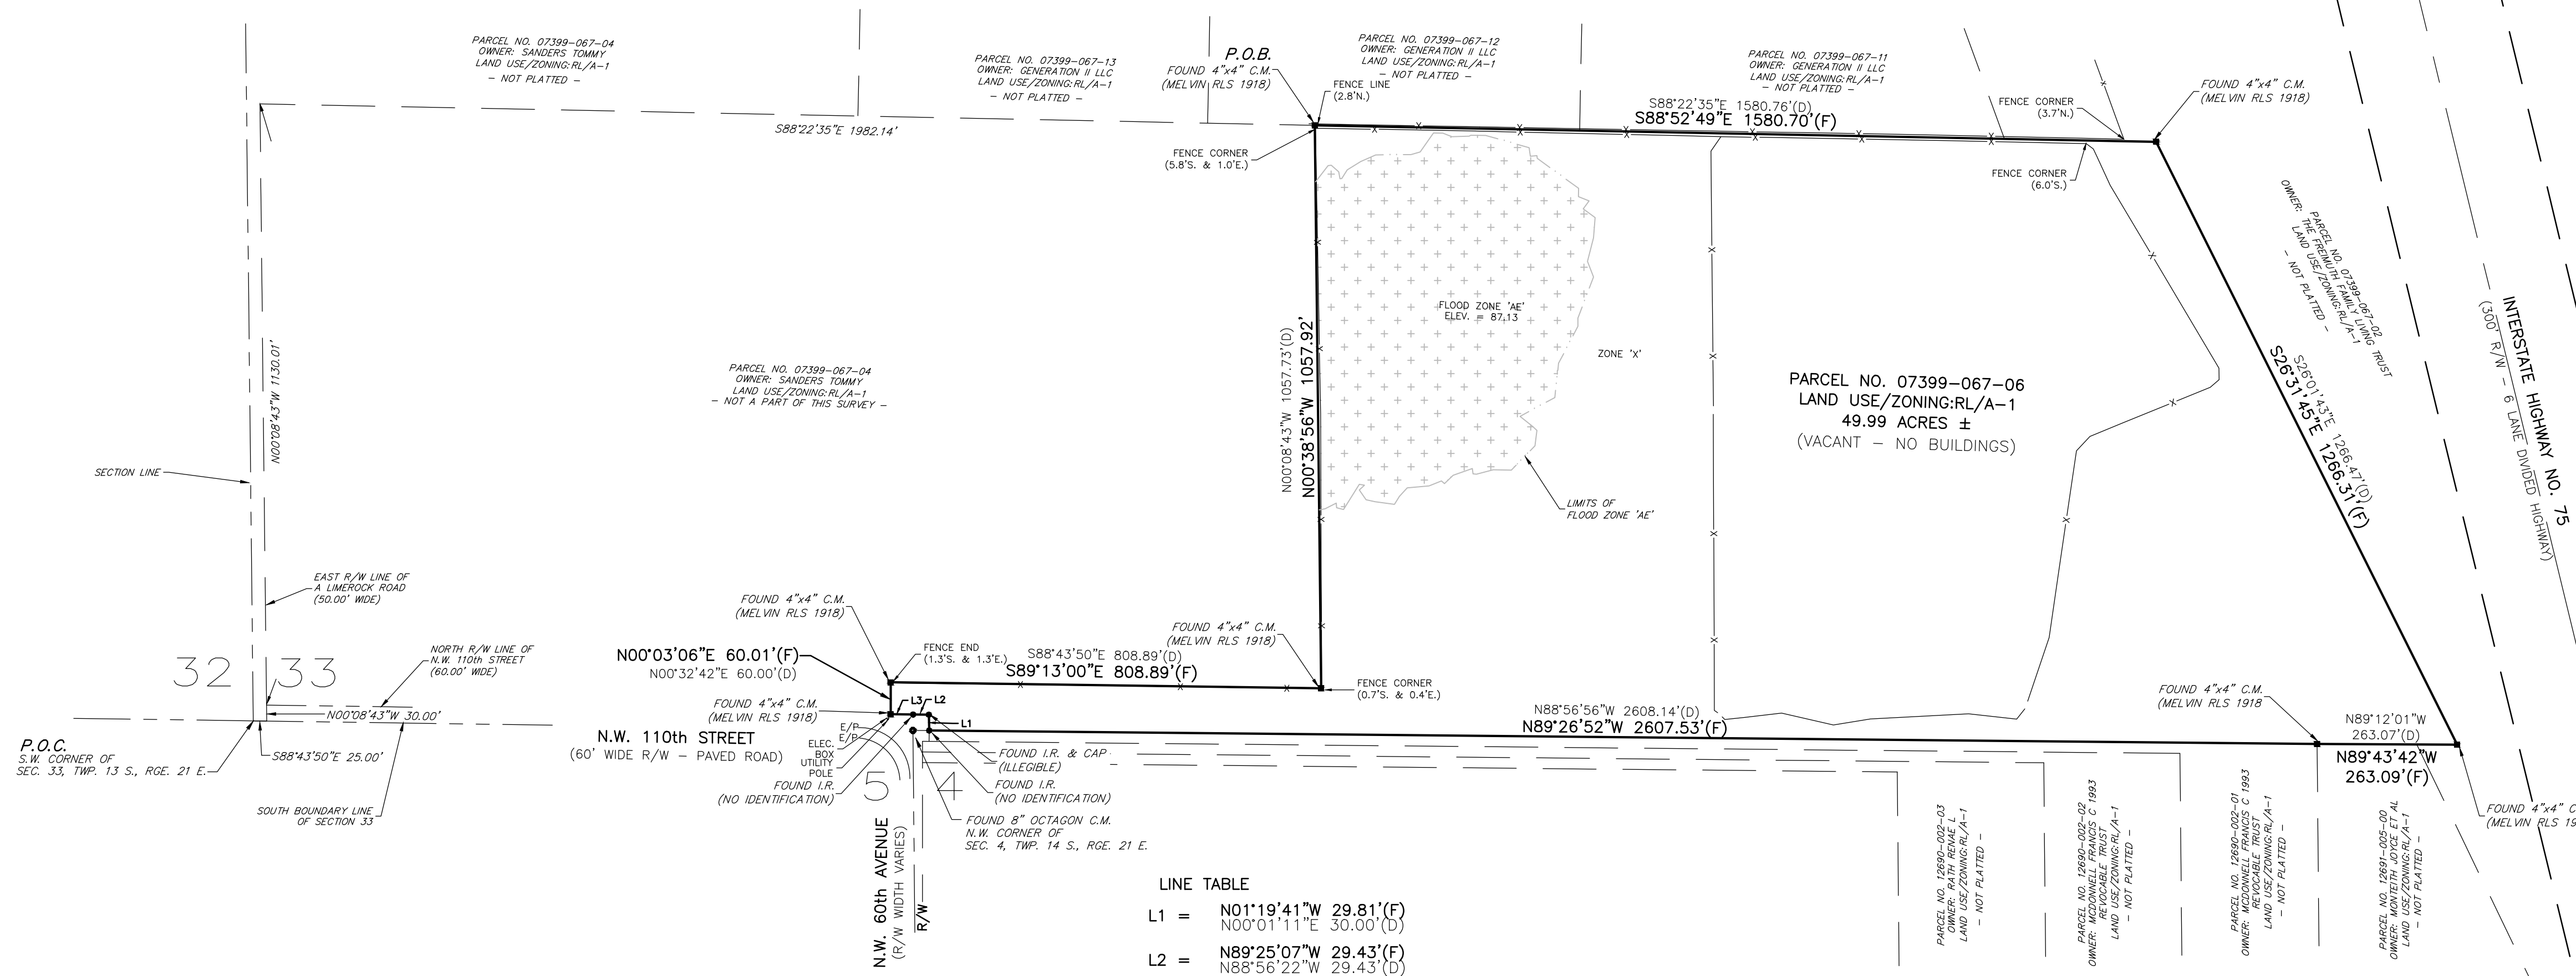 PARCEL NO. 07399-067-04
OWNER: SANDERS TOMMY
LAND USE/ZONING:RL/A-1
- NOT PLATTED -
PARCEL NO. 07399-067-13
OWNER: GENERATION II LLC
LAND USE/ZONING:RL/A-1
- NOT PLATTED -
P.O.B.
FOUND 4"x4" C.M.
(MELVIN RLS 1918)
PARCEL NO. 07399-067-12
OWNER: GENERATION II LLC
LAND USE/ZONING:RL/A-1
- NOT PLATTED -
FENCE LINE
(2.8'N.)
PARCEL NO. 07399-067-11
OWNER: GENERATION II LLC
LAND USE/ZONING:RL/A-1
- NOT PLATTED -
S88°22'35"E 1580.76'(D)
S88°52'49"E 1580.70'(F)
FENCE CORNER
(3.7'N.)
FOUND 4"x4" C.M.
(MELVIN RLS 1918)
S88°22'35"E 1982.14'
FENCE CORNER
(5.8'S. & 1.0'E.)
FENCE CORNER
(6.0'S.)
PARCEL NO. 07399-067-02
OWNER: THE FREIMUTH FAMILY LIVING TRUST
LAND USE/ZONING:RL/A-1
- NOT PLATTED -
INTERSTATE HIGHWAY NO. 75
(300' R/W - 6 LANE DIVIDED HIGHWAY)
N00°08'43"W 1130.01'
FLOOD ZONE 'AE'
ELEV. = 87.13
ZONE 'X'
N00°08'43"W 1057.73'(D)
N00°38'56"W 1057.92'
S26°01'43"E 1266.47'(D)
S26°31'45"E 1266.31'(F)
PARCEL NO. 07399-067-04
OWNER: SANDERS TOMMY
LAND USE/ZONING:RL/A-1
- NOT A PART OF THIS SURVEY -
PARCEL NO. 07399-067-06
LAND USE/ZONING:RL/A-1
49.99 ACRES ±
(VACANT - NO BUILDINGS)
SECTION LINE
LIMITS OF
FLOOD ZONE 'AE'
EAST R/W LINE OF
A LIMEROCK ROAD
(50.00' WIDE)
FOUND 4"x4" C.M.
(MELVIN RLS 1918)
FOUND 4"x4" C.M.
(MELVIN RLS 1918)
32 33
NORTH R/W LINE OF
N.W. 110th STREET
(60.00' WIDE)
N00°03'06"E 60.01'(F)
N00°32'42"E 60.00'(D)
FENCE END
(1.3'S. & 1.3'E.)
S88°43'50"E 808.89'(D)
S89°13'00"E 808.89'(F)
FENCE CORNER
(0.7'S. & 0.4'E.)
N00°08'43"W 30.00'
FOUND 4"x4" C.M.
(MELVIN RLS 1918)
L3
L2
L1
E/P
E/P
N88°56'56"W 2608.14'(D)
N89°26'52"W 2607.53'(F)
FOUND 4"x4" C.M.
(MELVIN RLS 1918
N89°12'01"W
263.07'(D)
N89°43'42"W
263.09'(F)
P.O.C.
S.W. CORNER OF
SEC. 33, TWP. 13 S., RGE. 21 E.
S88°43'50"E 25.00'
N.W. 110th STREET
(60' WIDE R/W - PAVED ROAD)
ELEC.
BOX
UTILITY
POLE
FOUND I.R.
(NO IDENTIFICATION)
5 4
FOUND I.R. & CAP
(ILLEGIBLE)
FOUND I.R.
(NO IDENTIFICATION)
SOUTH BOUNDARY LINE
OF SECTION 33
FOUND 8" OCTAGON C.M.
N.W. CORNER OF
SEC. 4, TWP. 14 S., RGE. 21 E.
FOUND 4"x4" C
(MELVIN RLS 19
N.W. 60th AVENUE
(R/W WIDTH VARIES)
R/W
PARCEL NO. 12690-002-03
OWNER: RATH RENAE L
LAND USE/ZONING:RL/A-1
- NOT PLATTED -
PARCEL NO. 12690-002-02
OWNER: MCDONNELL FRANCIS C 1993
REVOCABLE TRUST
LAND USE/ZONING:RL/A-1
- NOT PLATTED -
PARCEL NO. 12690-002-01
OWNER: MCDONNELL FRANCIS C 1993
REVOCABLE TRUST
LAND USE/ZONING:RL/A-1
- NOT PLATTED -
PARCEL NO. 12691-005-00
OWNER: MONTEITH JOYCE ET AL
LAND USE/ZONING:RL/A-1
- NOT PLATTED -
LINE TABLE
L1 = N01°19'41"W 29.81'(F)
N00°01'11"E 30.00'(D)
L2 = N89°25'07"W 29.43'(F)
N88°56'22"W 29.43'(D)